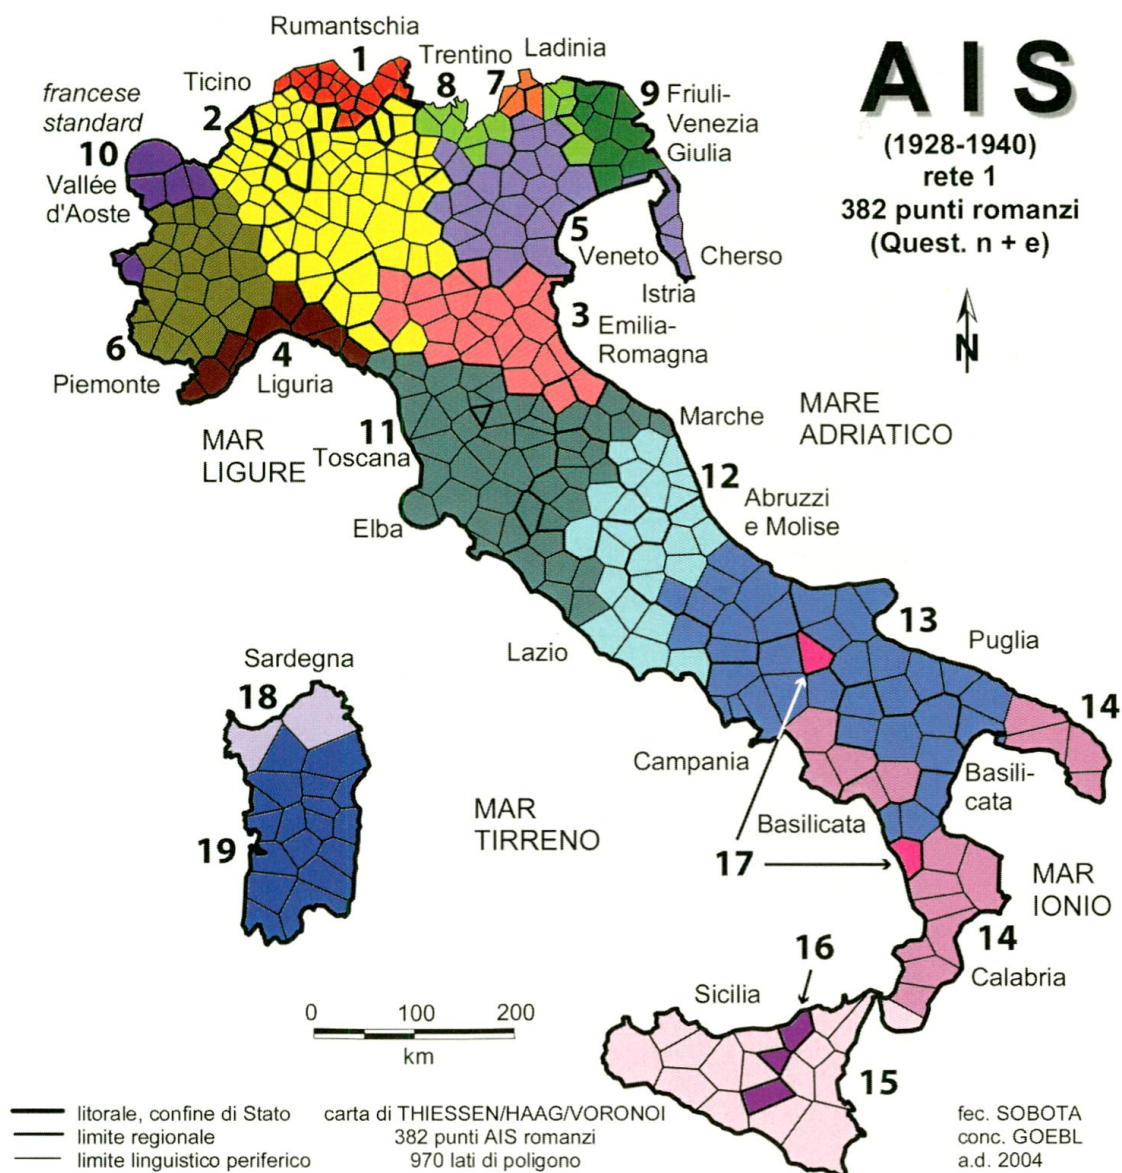 Rumantschia
1
Trentino
8
7
Ladinia
Ticino
2
francese
standard
10
Vallée
d'Aoste
9
Friuli-
Venezia
Giulia
AIS
(1928-1940)
rete 1
382 punti romanzi
(Quest. n + e)
N
5
Veneto
Cherso
Istria
3
Emilia-
Romagna
6
Piemonte
4
Liguria
MAR
LIGURE
11
Toscana
Marche
MARE
ADRIATICO
12
Abruzzi
e Molise
Elba
13
Puglia
Lazio
Sardegna
18
14
Campania
Basili-
cata
MAR
TIRRENO
Basilicata
19
17
MAR
IONIO
14
Calabria
16
Sicilia
15
0 100 200
km
litorale, confine di Stato
limite regionale
limite linguistico periferico
carta di THIESSEN/HAAG/VORONOI
382 punti AIS romanzi
970 lati di poligono
fec. SOBOTA
conc. GOEBL
a.d. 2004